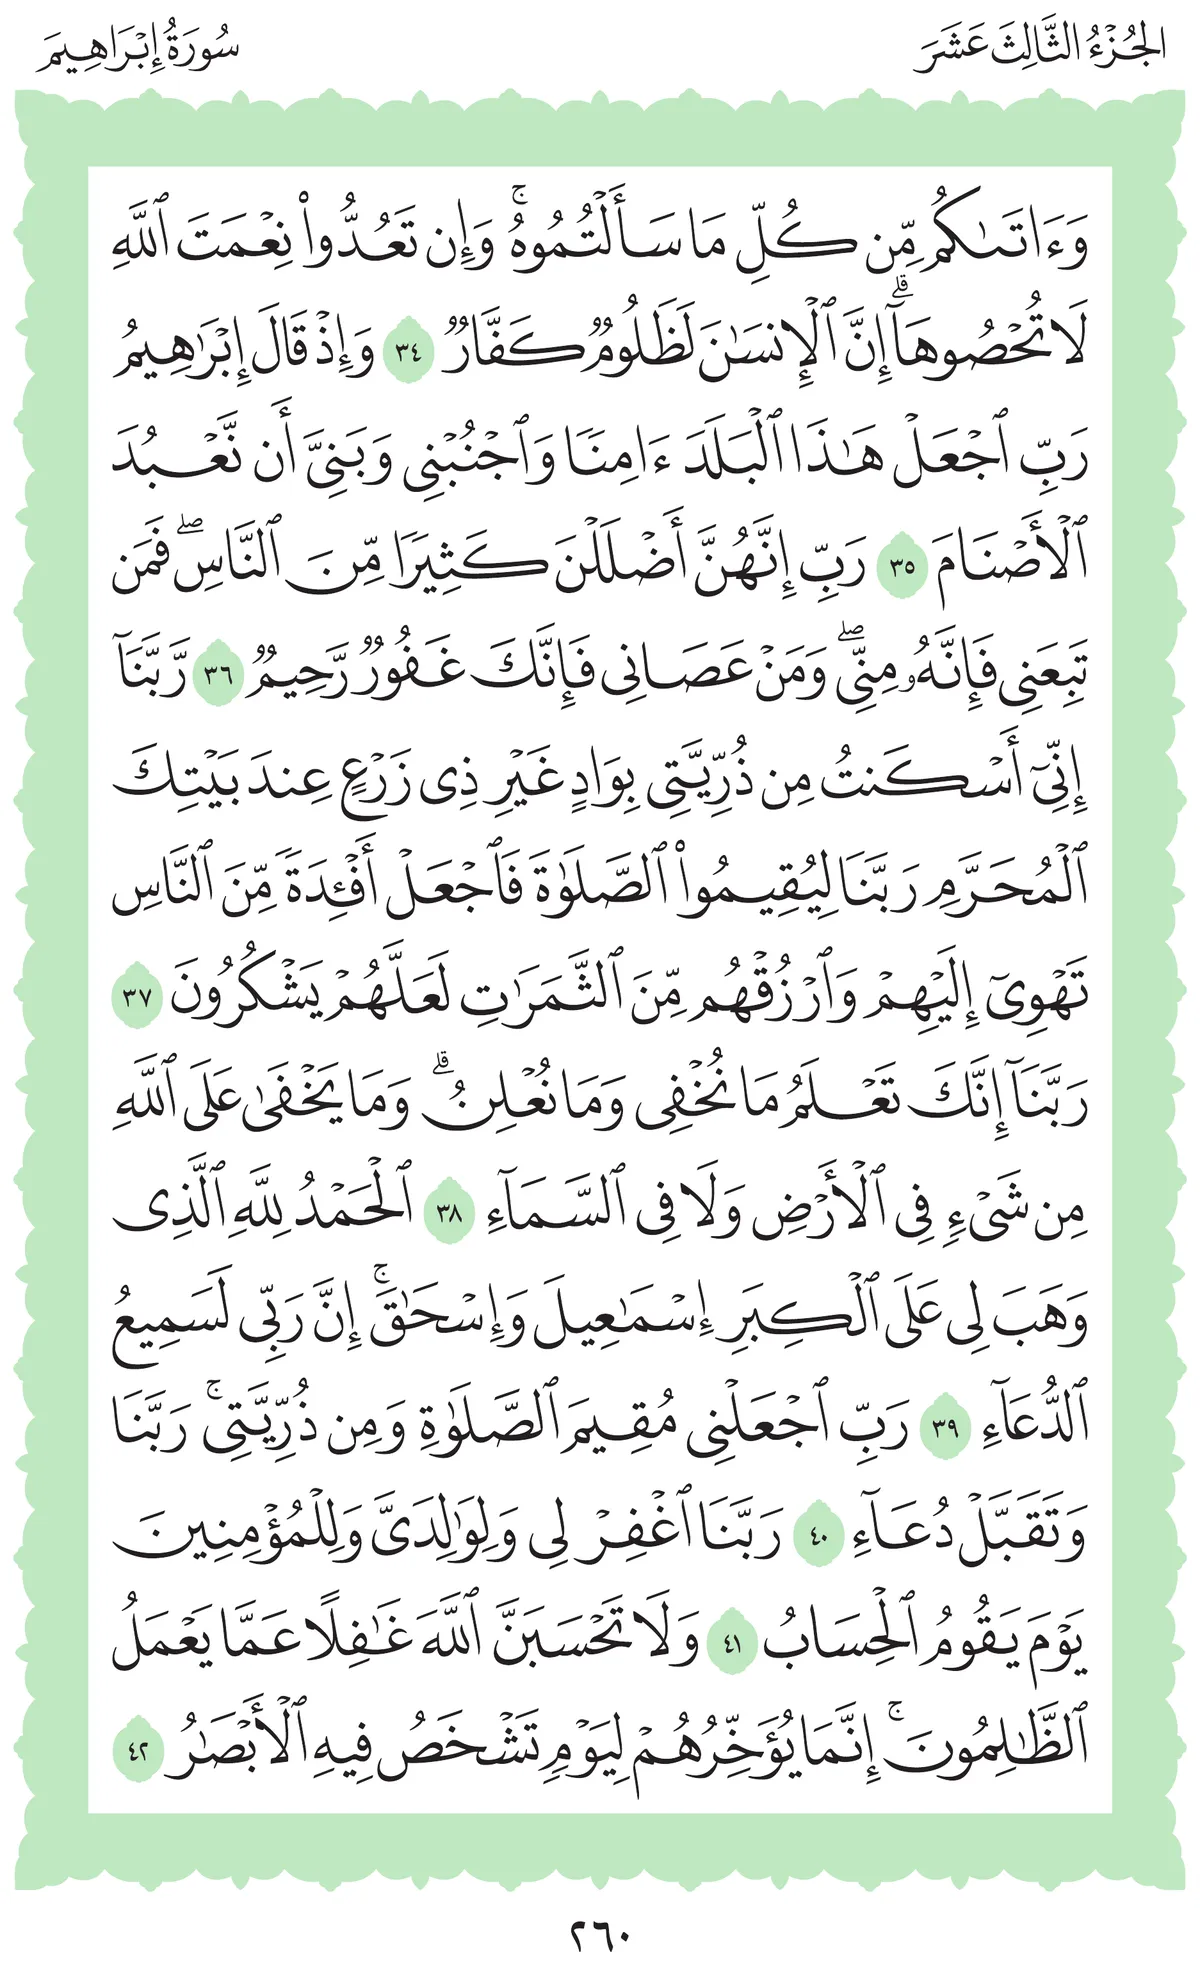 الجُزْءُ الثَّالِثَ عَشَرَ
سُورَةُ إِبْرَاهِيمَ
وَءَاتَىٰكُم مِّن كُلِّ مَا سَأَلْتُمُوهُۚ وَإِن تَعُدُّوا۟ نِعْمَتَ ٱللَّهِ
لَا تُحْصُوهَآۗ إِنَّ ٱلْإِنسَٰنَ لَظَلُومٌ كَفَّارٌ ٣٤ وَإِذْ قَالَ إِبْرَٰهِيمُ
رَبِّ ٱجْعَلْ هَٰذَا ٱلْبَلَدَ ءَامِنًا وَٱجْنُبْنِى وَبَنِىَّ أَن نَّعْبُدَ
ٱلْأَصْنَامَ ٣٥ رَبِّ إِنَّهُنَّ أَضْلَلْنَ كَثِيرًا مِّنَ ٱلنَّاسِۖ فَمَن
تَبِعَنِى فَإِنَّهُۥ مِنِّىۖ وَمَنْ عَصَانِى فَإِنَّكَ غَفُورٌ رَّحِيمٌ ٣٦ رَّبَّنَآ
إِنِّىٓ أَسْكَنتُ مِن ذُرِّيَّتِى بِوَادٍ غَيْرِ ذِى زَرْعٍ عِندَ بَيْتِكَ
ٱلْمُحَرَّمِ رَبَّنَا لِيُقِيمُوا۟ ٱلصَّلَوٰةَ فَٱجْعَلْ أَفْـِٔدَةً مِّنَ ٱلنَّاسِ
تَهْوِىٓ إِلَيْهِمْ وَٱرْزُقْهُم مِّنَ ٱلثَّمَرَٰتِ لَعَلَّهُمْ يَشْكُرُونَ ٣٧
رَبَّنَآ إِنَّكَ تَعْلَمُ مَا نُخْفِى وَمَا نُعْلِنُۗ وَمَا يَخْفَىٰ عَلَى ٱللَّهِ
مِن شَىْءٍ فِى ٱلْأَرْضِ وَلَا فِى ٱلسَّمَآءِ ٣٨ ٱلْحَمْدُ لِلَّهِ ٱلَّذِى
وَهَبَ لِى عَلَى ٱلْكِبَرِ إِسْمَٰعِيلَ وَإِسْحَٰقَۚ إِنَّ رَبِّى لَسَمِيعُ
ٱلدُّعَآءِ ٣٩ رَبِّ ٱجْعَلْنِى مُقِيمَ ٱلصَّلَوٰةِ وَمِن ذُرِّيَّتِىۚ رَبَّنَا
وَتَقَبَّلْ دُعَآءِ ٤٠ رَبَّنَا ٱغْفِرْ لِى وَلِوَٰلِدَىَّ وَلِلْمُؤْمِنِينَ
يَوْمَ يَقُومُ ٱلْحِسَابُ ٤١ وَلَا تَحْسَبَنَّ ٱللَّهَ غَٰفِلًا عَمَّا يَعْمَلُ
ٱلظَّٰلِمُونَۚ إِنَّمَا يُؤَخِّرُهُمْ لِيَوْمٍ تَشْخَصُ فِيهِ ٱلْأَبْصَٰرُ ٤٢
٢٦٠